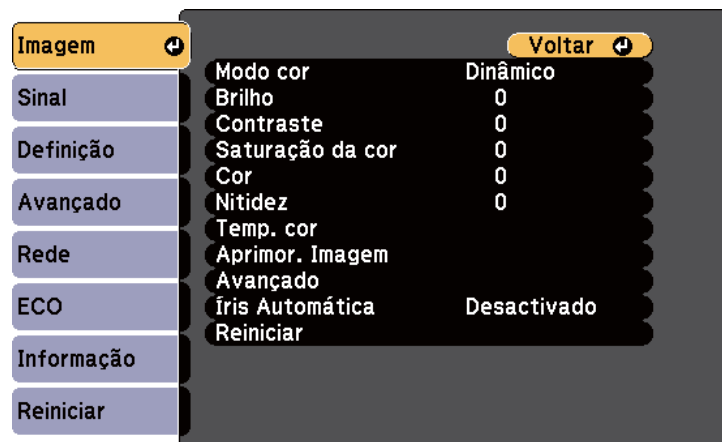 Imagem
Sinal
Definição
Avançado
Rede
ECO
Informação
Reiniciar
Voltar
Modo cor Dinâmico
Brilho 0
Contraste 0
Saturação da cor 0
Cor 0
Nitidez 0
Temp. cor
Aprimor. Imagem
Avançado
Íris Automática Desactivado
Reiniciar